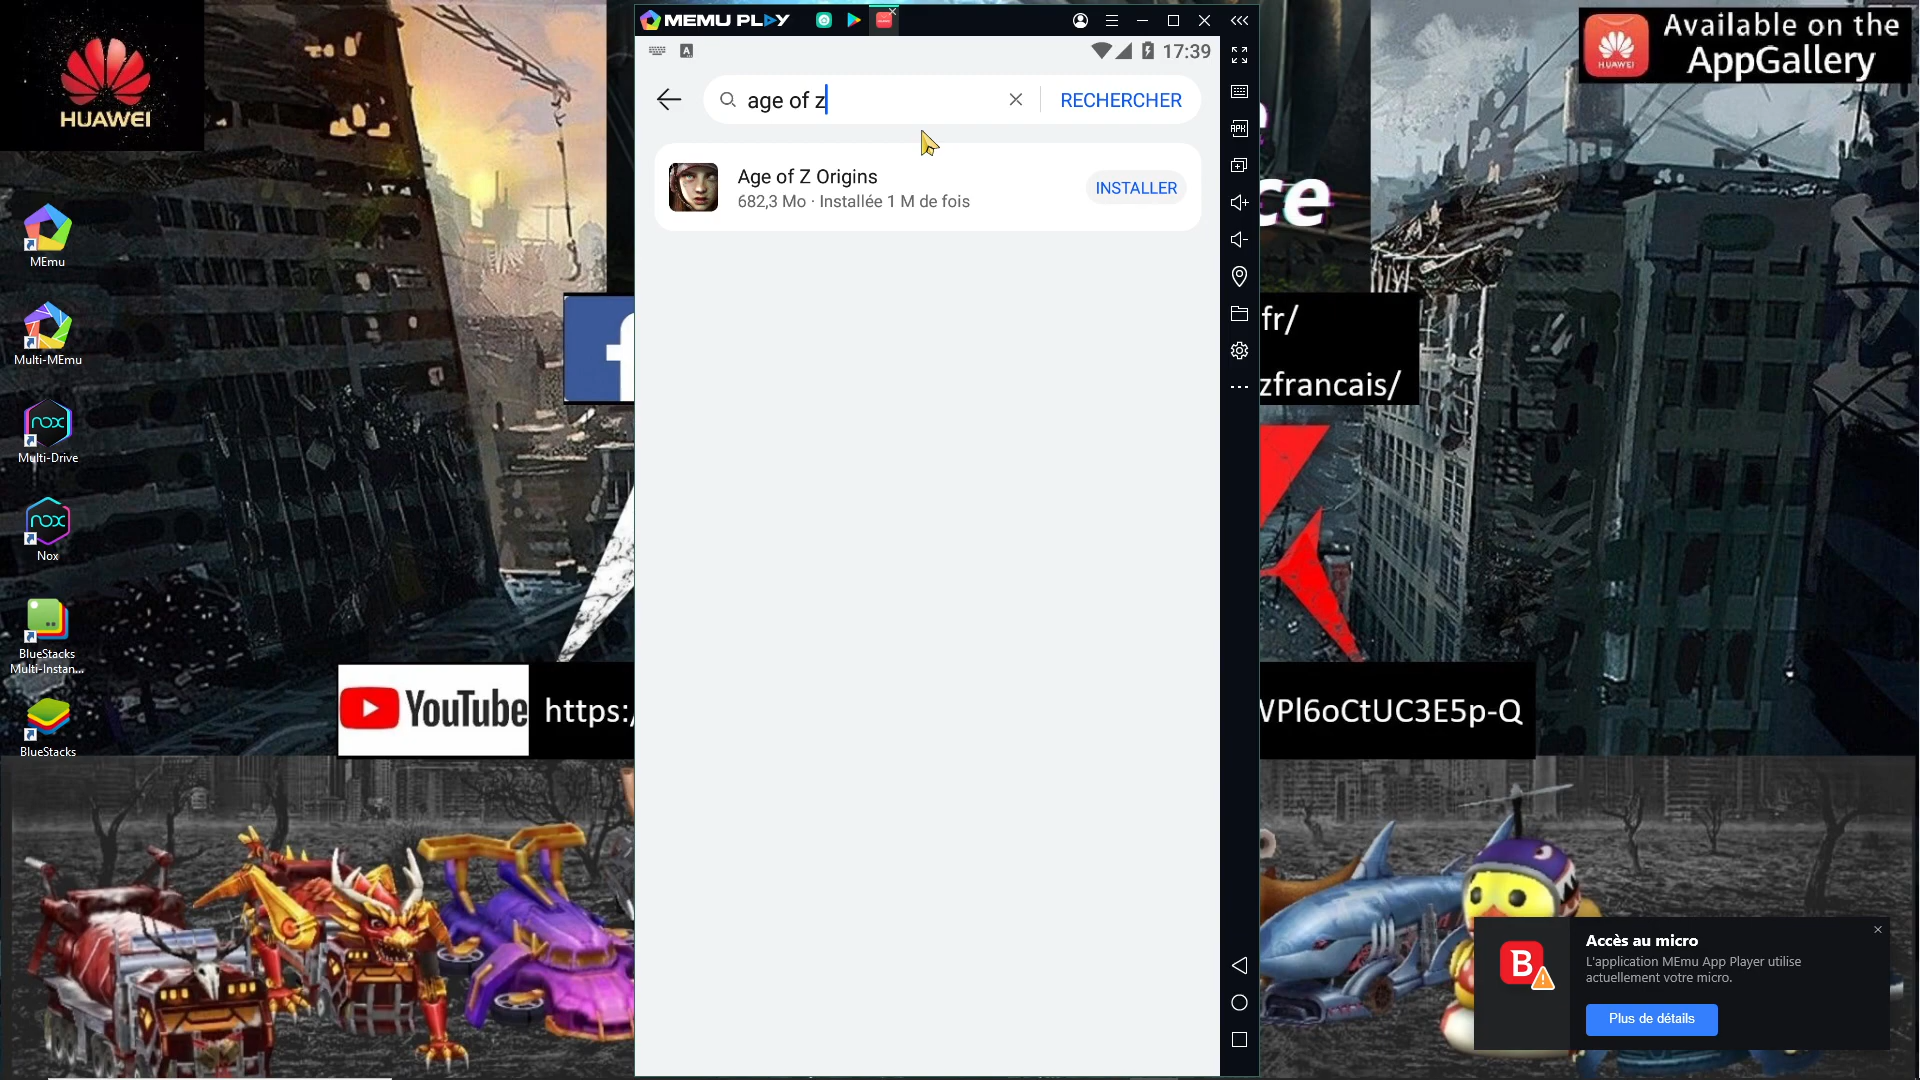 HUAWEI
MEmu
Multi-MEmu
Multi-Drive
Nox
BlueStacks
Multi-Instan...
BlueStacks
MEMU PLAY
17:39
age of z
RECHERCHER
Age of Z Origins
682,3 Mo · Installée 1 M de fois
INSTALLER
APK
HUAWEI
Available on the
AppGallery
ce
fr/
zfrancais/
YouTube
https:/
WPl6oCtUC3E5p-Q
Accès au micro
L'application MEmu App Player utilise
actuellement votre micro.
Plus de détails